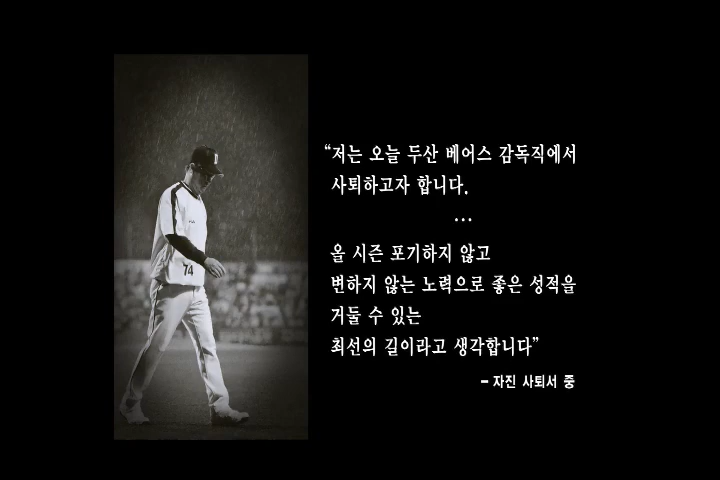 “저는 오늘 두산 베어스 감독직에서
사퇴하고자 합니다.
...
올 시즌 포기하지 않고
변하지 않는 노력으로 좋은 성적을
거둘 수 있는
최선의 길이라고 생각합니다”
- 자진 사퇴서 중
74